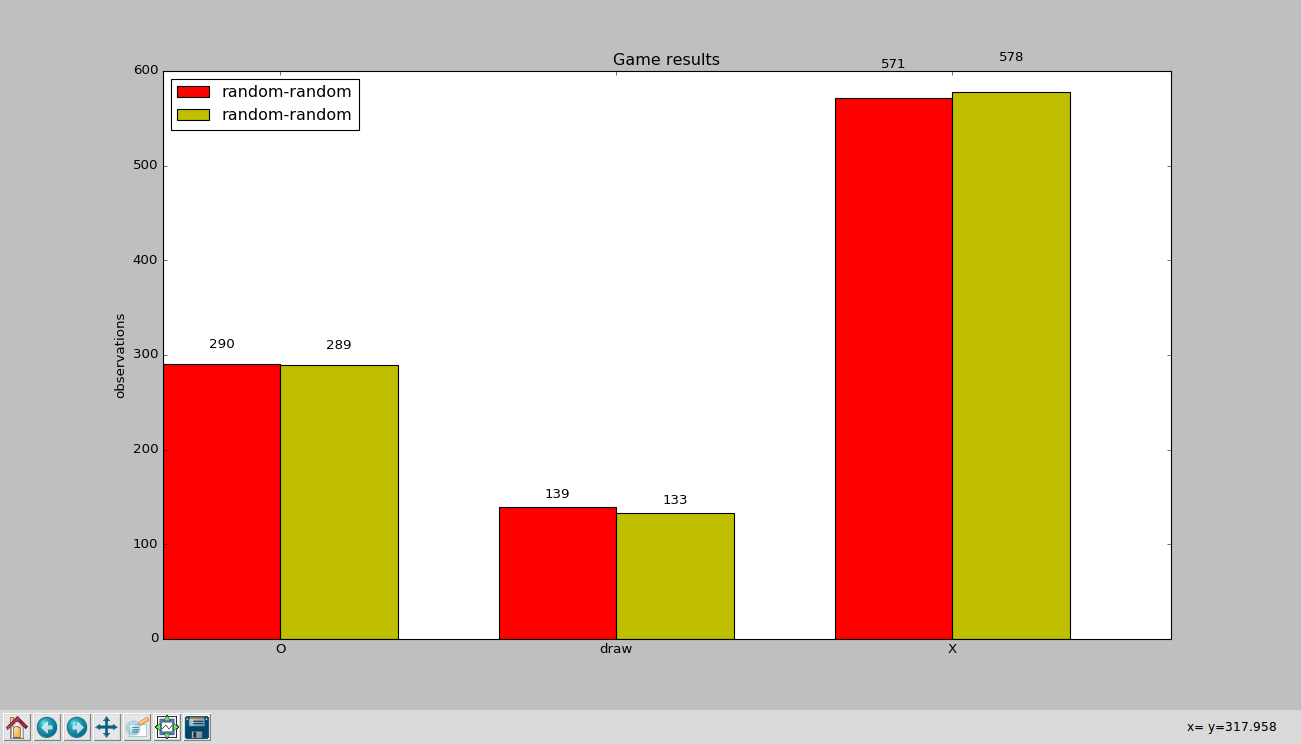 Game results
571
578
600
500
400
300
200
100
0
observations
random-random
random-random
290
289
139
133
O
draw
X
x= y=317.958